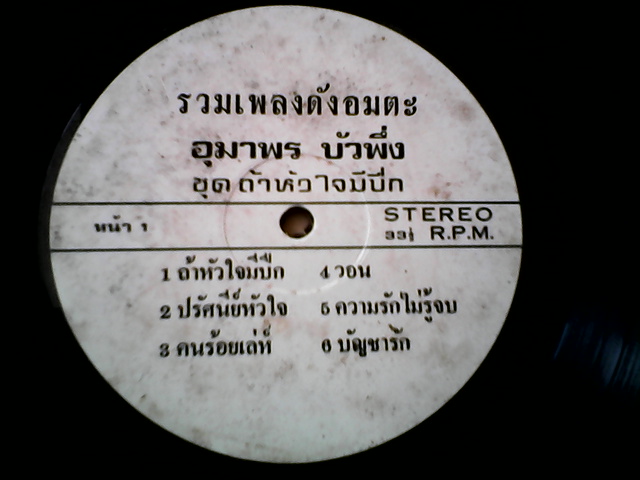 รวมเพลงดังอมตะ
อุมาพร บัวพึ่ง
ชุด ถ้าหัวใจมีปีก
หน้า 1
STEREO
33⅓ R.P.M.
1 ถ้าหัวใจมีปีก
2 ปรัศนีย์หัวใจ
3 คนร้อยเล่ห์
4 วอน
5 ความรักไม่รู้จบ
6 บัญชารัก